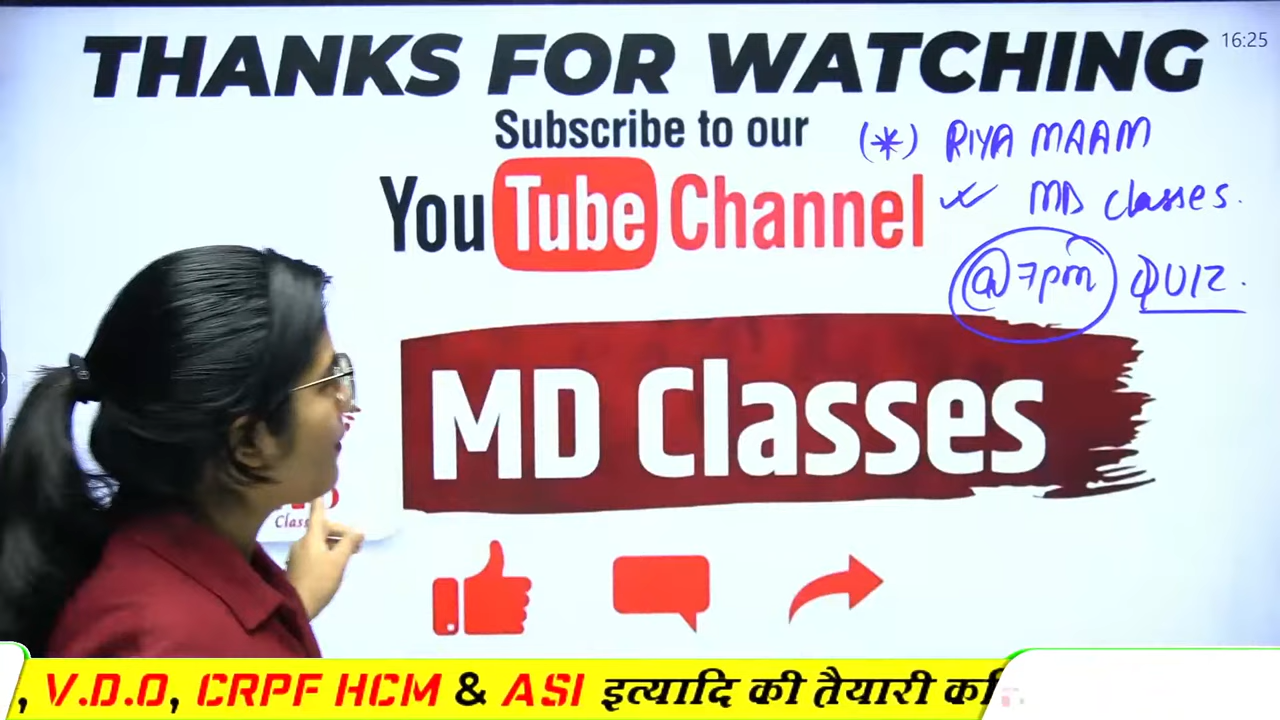 THANKS FOR WATCHING
16:25
Subscribe to our
(*) RIYA MAAM
YouTube Channel
MD classes.
@7pm QUIZ.
MD Classes
Class
, V.D.O, CRPF HCM & ASI इत्यादि की तैयारी